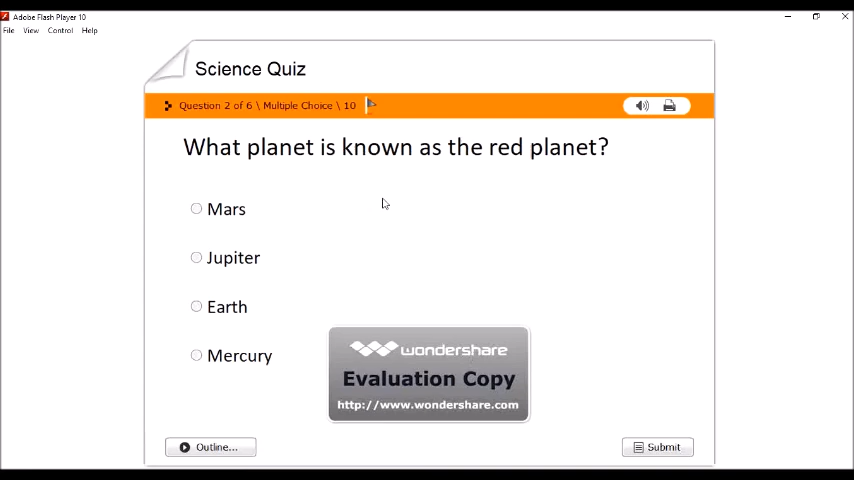 Adobe Flash Player 10
File View Control Help
Science Quiz
Question 2 of 6 \ Multiple Choice \ 10
What planet is known as the red planet?
Mars
Jupiter
Earth
Mercury
wondershare
Evaluation Copy
http://www.wondershare.com
Outline...
Submit